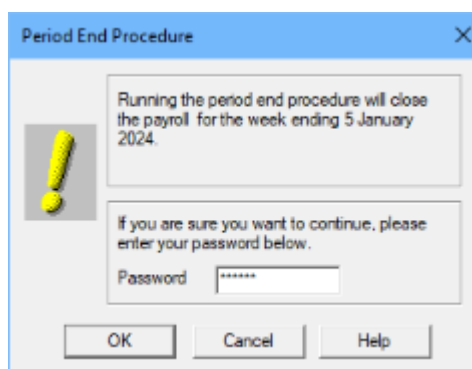 Period End Procedure
Running the period end procedure will close
the payroll for the week ending 5 January
2024.
If you are sure you want to continue, please
enter your password below.
Password ******
OK Cancel Help